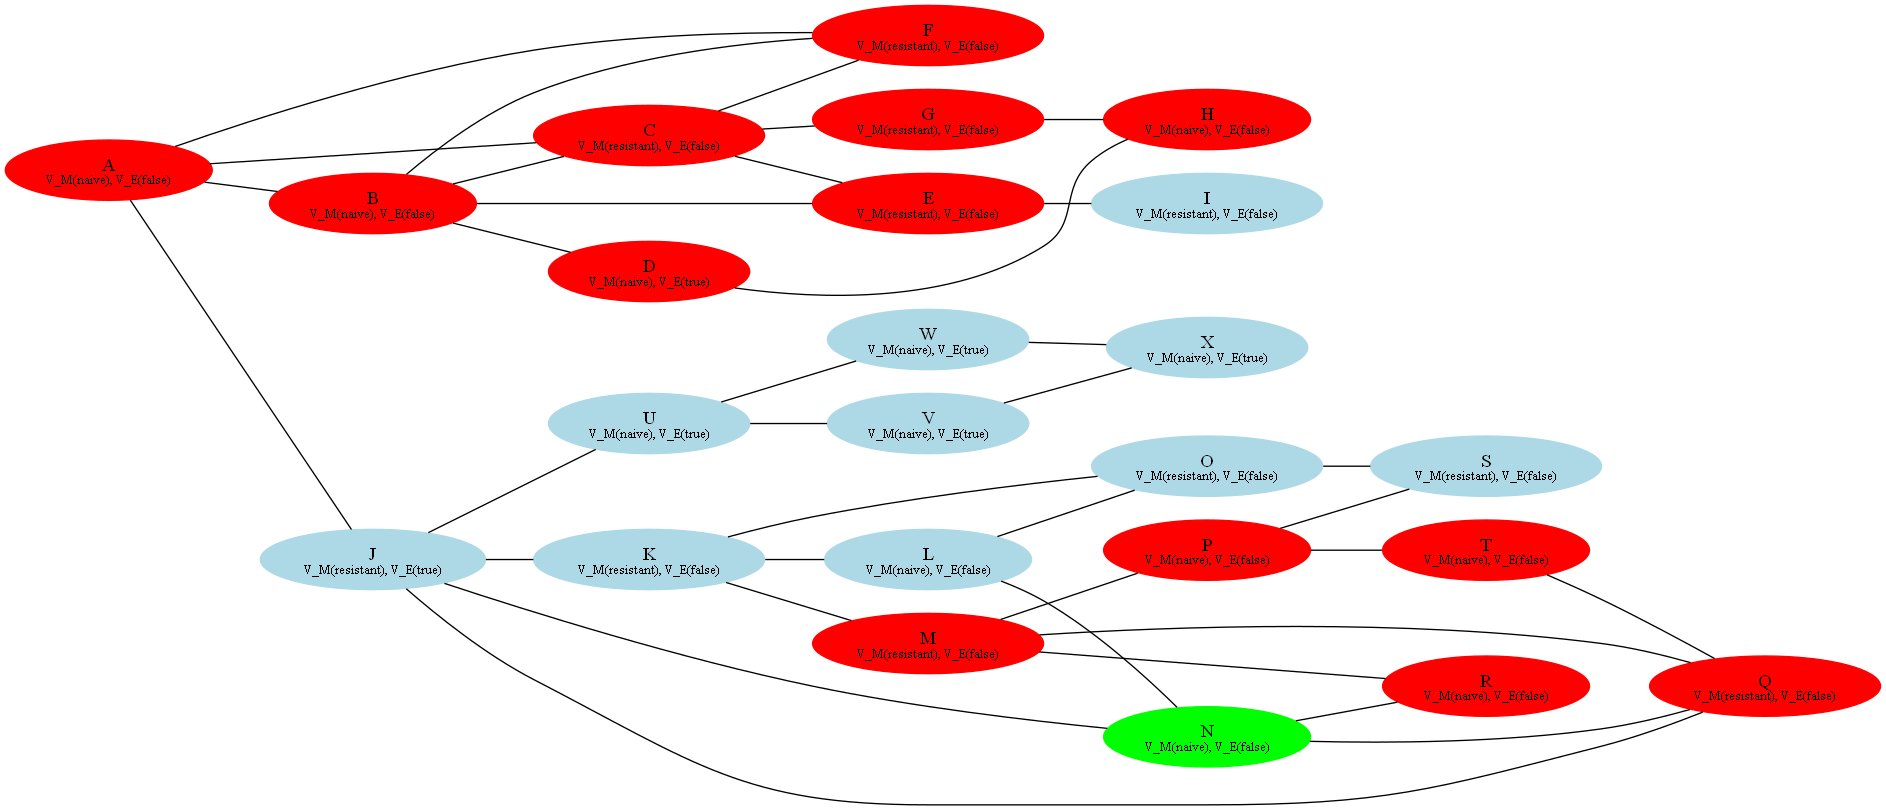 F
V_M(resistant), V_E(false)
C
V_M(resistant), V_E(false)
G
V_M(resistant), V_E(false)
H
V_M(naive), V_E(false)
A
V_M(naive), V_E(false)
B
V_M(naive), V_E(false)
E
V_M(resistant), V_E(false)
I
V_M(resistant), V_E(false)
D
V_M(naive), V_E(true)
W
V_M(naive), V_E(true)
X
V_M(naive), V_E(true)
U
V_M(naive), V_E(true)
V
V_M(naive), V_E(true)
O
V_M(resistant), V_E(false)
S
V_M(resistant), V_E(false)
J
V_M(resistant), V_E(true)
K
V_M(resistant), V_E(false)
L
V_M(naive), V_E(false)
P
V_M(naive), V_E(false)
T
V_M(naive), V_E(false)
M
V_M(resistant), V_E(false)
R
V_M(naive), V_E(false)
Q
V_M(resistant), V_E(false)
N
V_M(naive), V_E(false)